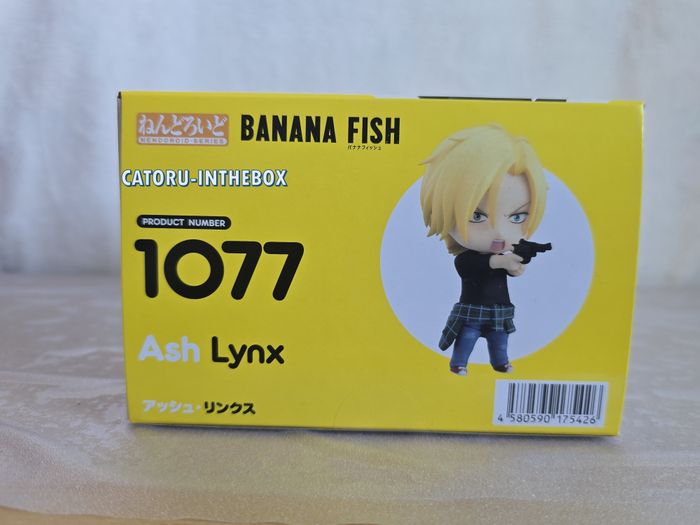 ねんどろいど
NENDOROID SERIES
BANANA FISH
バナナフィッシュ
CATORU-INTHEBOX
PRODUCT NUMBER
1077
Ash Lynx
アッシュ・リンクス
4 580590 175426